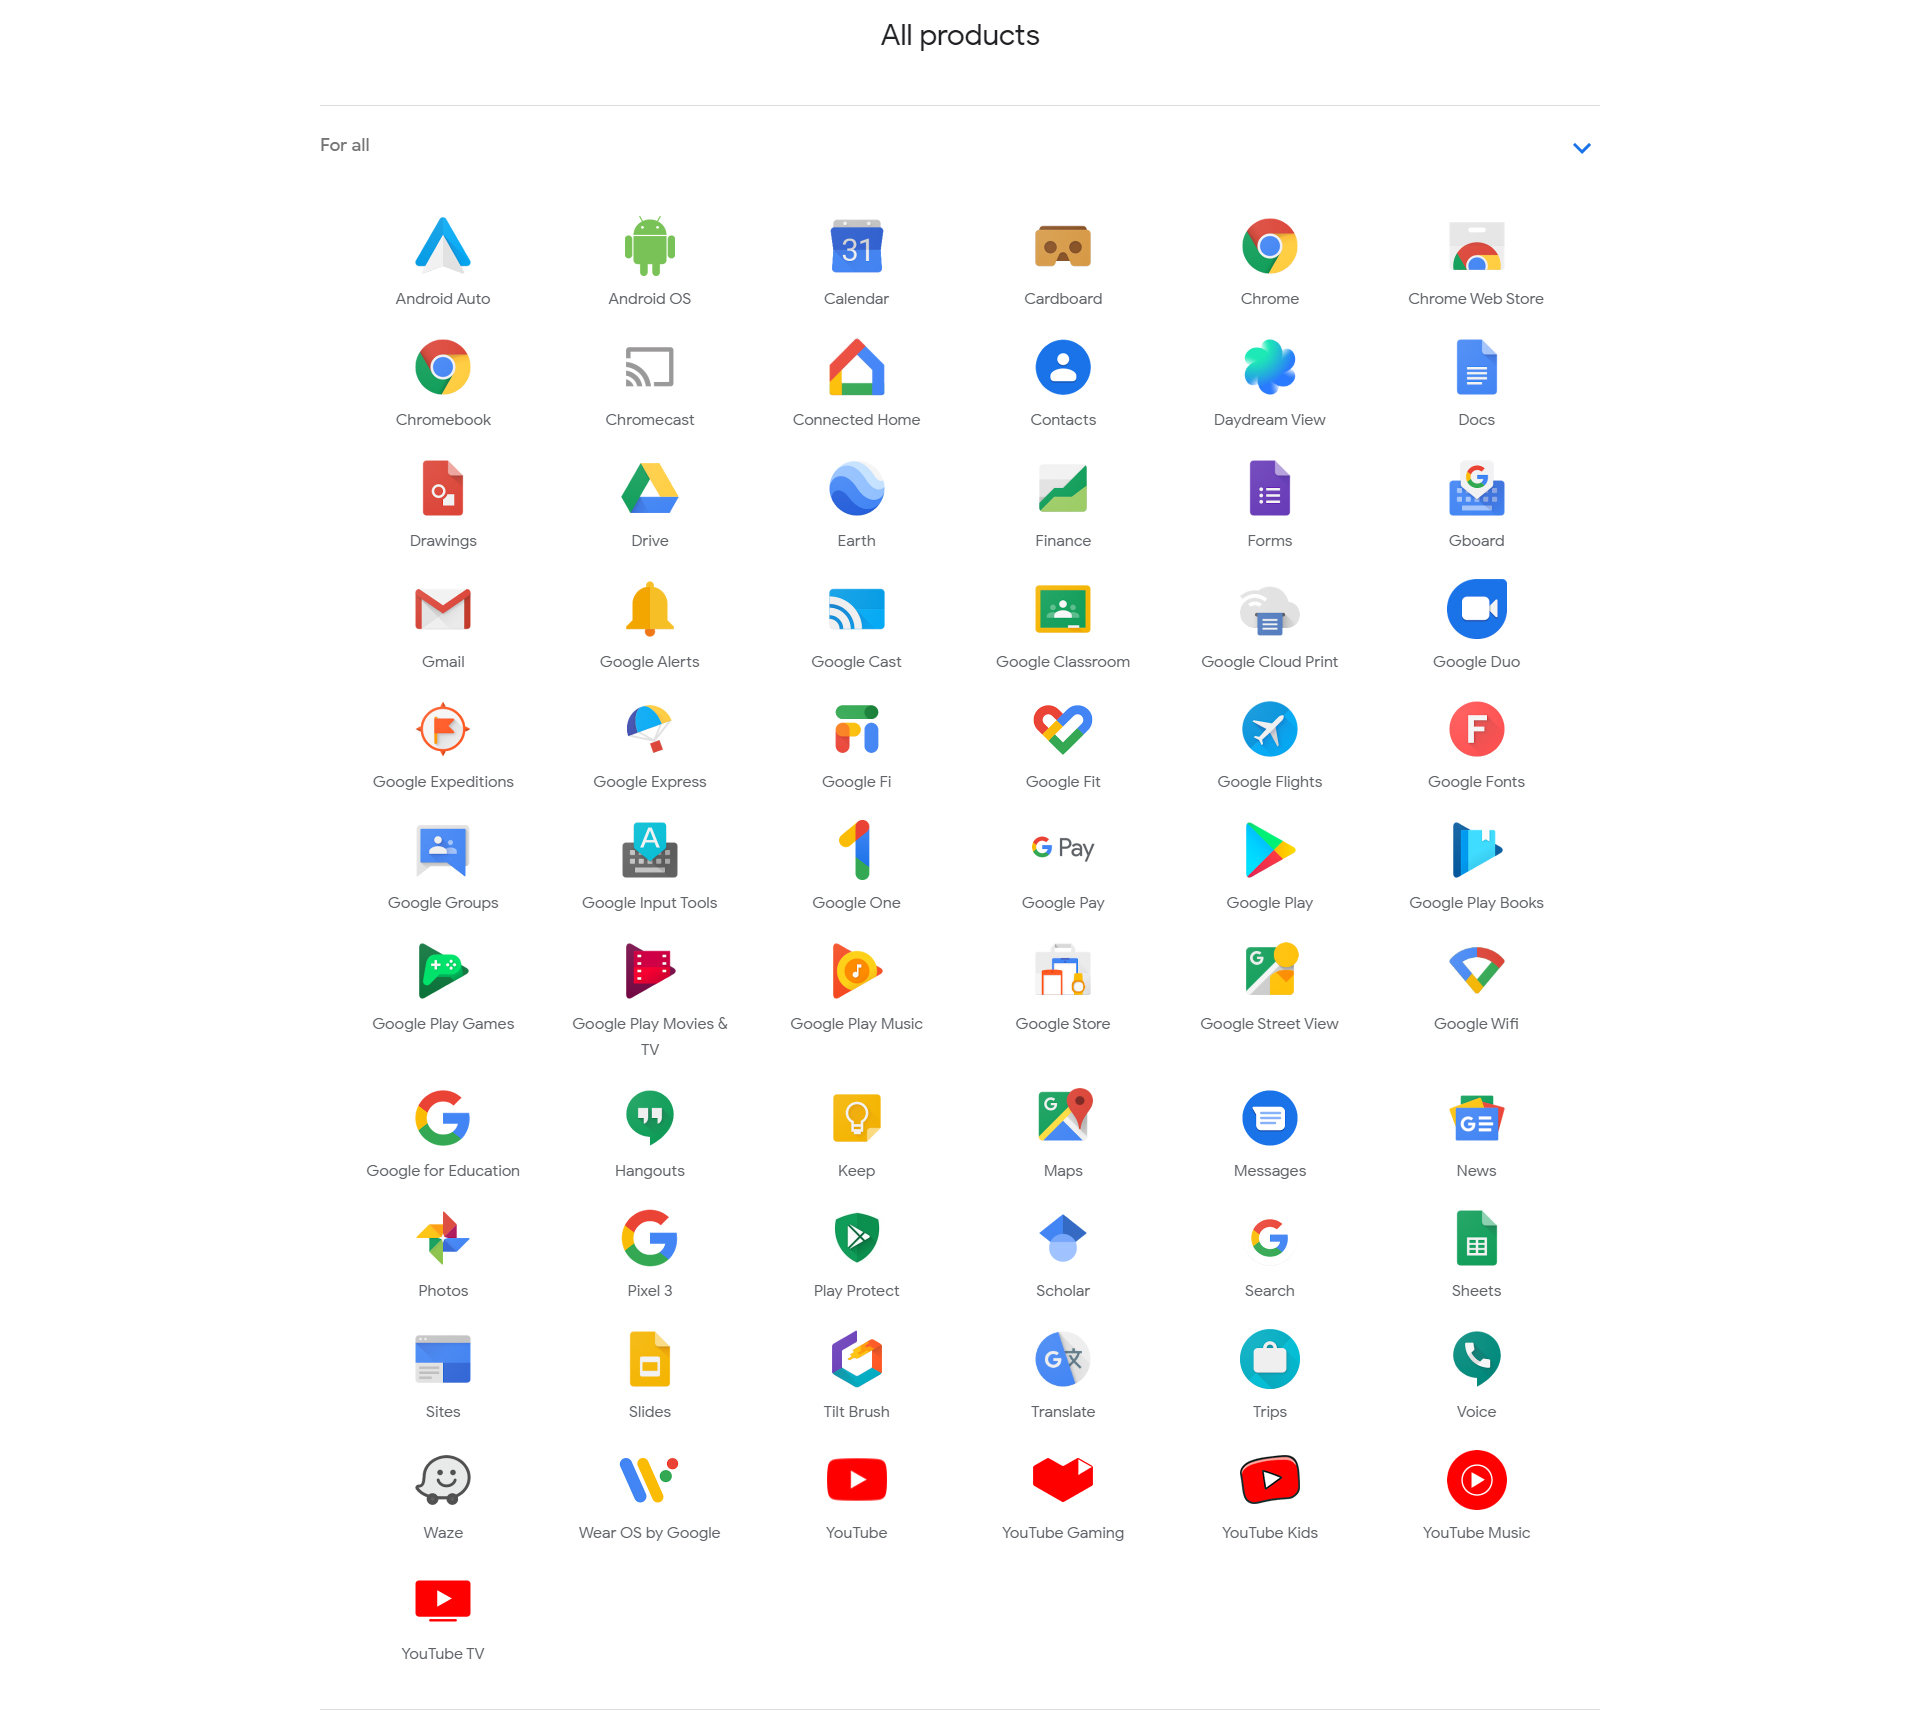 All products
For all
31
Android Auto
Android OS
Calendar
Cardboard
Chrome
Chrome Web Store
Chromebook
Chromecast
Connected Home
Contacts
Daydream View
Docs
G
Drawings
Drive
Earth
Finance
Forms
Gboard
Gmail
Google Alerts
Google Cast
Google Classroom
Google Cloud Print
Google Duo
F
Google Expeditions
Google Express
Google Fi
Google Fit
Google Flights
Google Fonts
A
G Pay
Google Groups
Google Input Tools
Google One
Google Pay
Google Play
Google Play Books
G
Google Play Games
Google Play Movies &
TV
Google Play Music
Google Store
Google Street View
Google Wifi
G
G
G
Google for Education
Hangouts
Keep
Maps
Messages
News
G
G
Photos
Pixel 3
Play Protect
Scholar
Search
Sheets
G文
Sites
Slides
Tilt Brush
Translate
Trips
Voice
Waze
Wear OS by Google
YouTube
YouTube Gaming
YouTube Kids
YouTube Music
YouTube TV